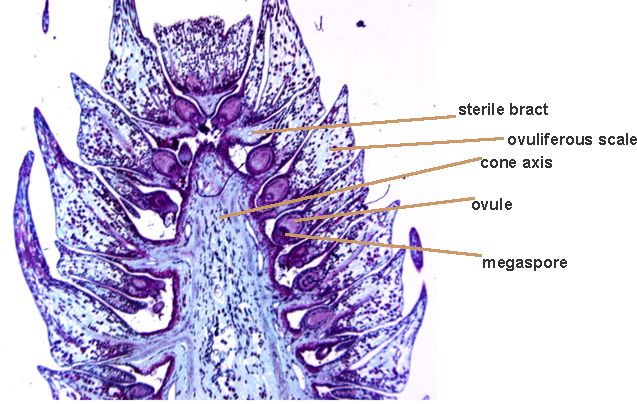 sterile bract
ovuliferous scale
cone axis
ovule
megaspore